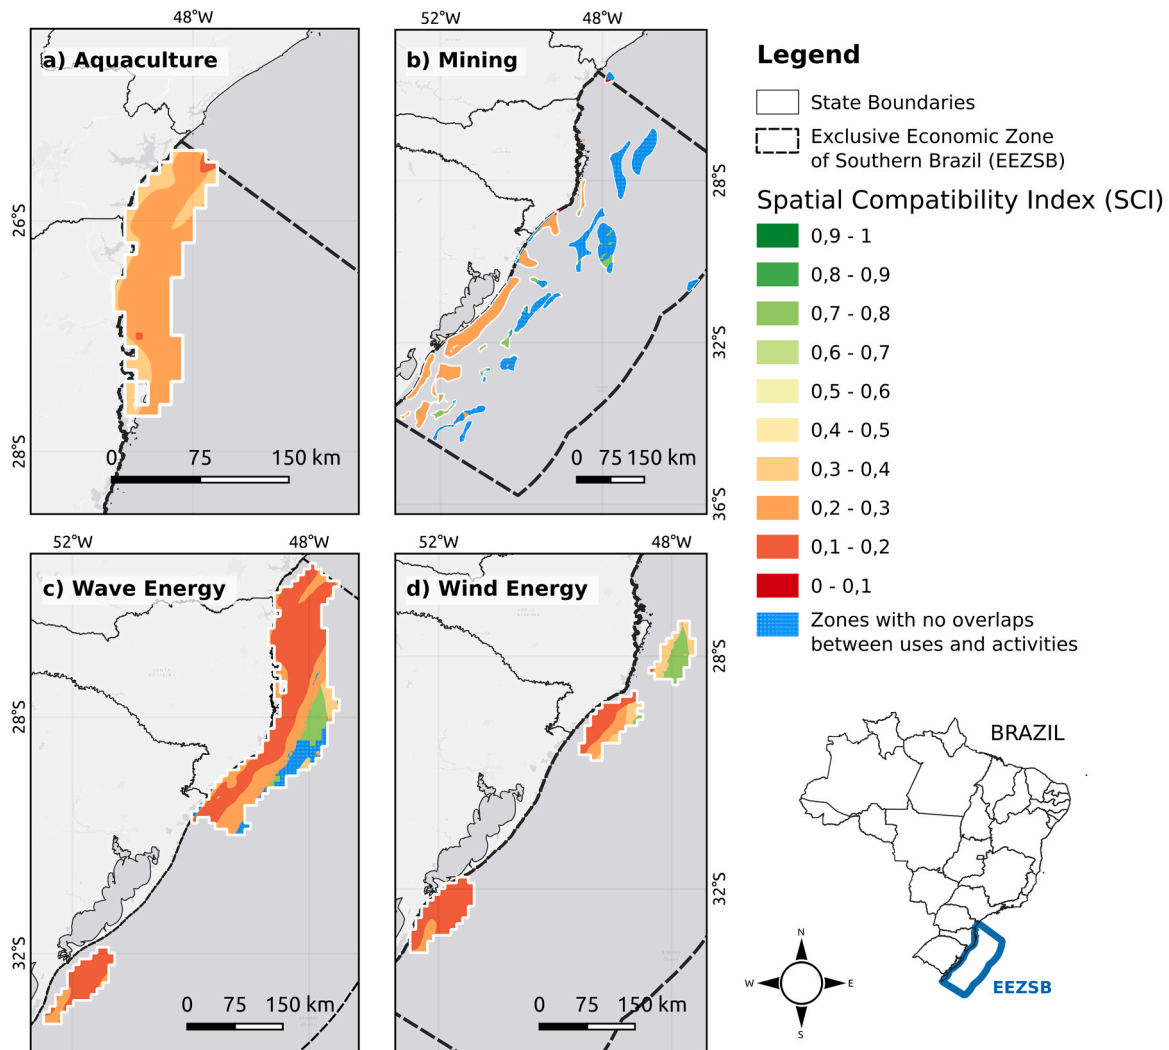 48°W
a) Aquaculture
26°S
28°S
0 75 150 km
52°W 48°W
b) Mining
28°S
32°S
36°S
0 75 150 km
52°W 48°W
c) Wave Energy
28°S
32°S
0 75 150 km
52°W 48°W
d) Wind Energy
28°S
32°S
0 75 150 km
Legend
State Boundaries
Exclusive Economic Zone
of Southern Brazil (EEZSB)
Spatial Compatibility Index (SCI)
0,9 - 1
0,8 - 0,9
0,7 - 0,8
0,6 - 0,7
0,5 - 0,6
0,4 - 0,5
0,3 - 0,4
0,2 - 0,3
0,1 - 0,2
0 - 0,1
Zones with no overlaps
between uses and activities
BRAZIL
EEZSB
N
W E
S